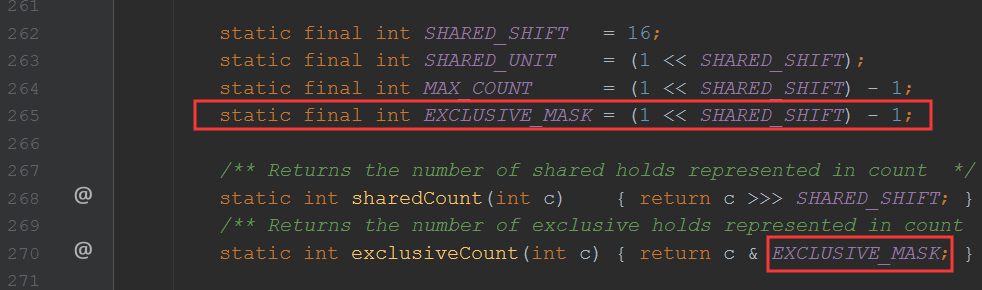 261
262 static final int SHARED_SHIFT = 16;
263 static final int SHARED_UNIT = (1 << SHARED_SHIFT);
264 static final int MAX_COUNT = (1 << SHARED_SHIFT) - 1;
265 static final int EXCLUSIVE_MASK = (1 << SHARED_SHIFT) - 1;
266
267 /** Returns the number of shared holds represented in count */
268 @ static int sharedCount(int c) { return c >>> SHARED_SHIFT; }
269 /** Returns the number of exclusive holds represented in count
270 @ static int exclusiveCount(int c) { return c & EXCLUSIVE_MASK; }
271